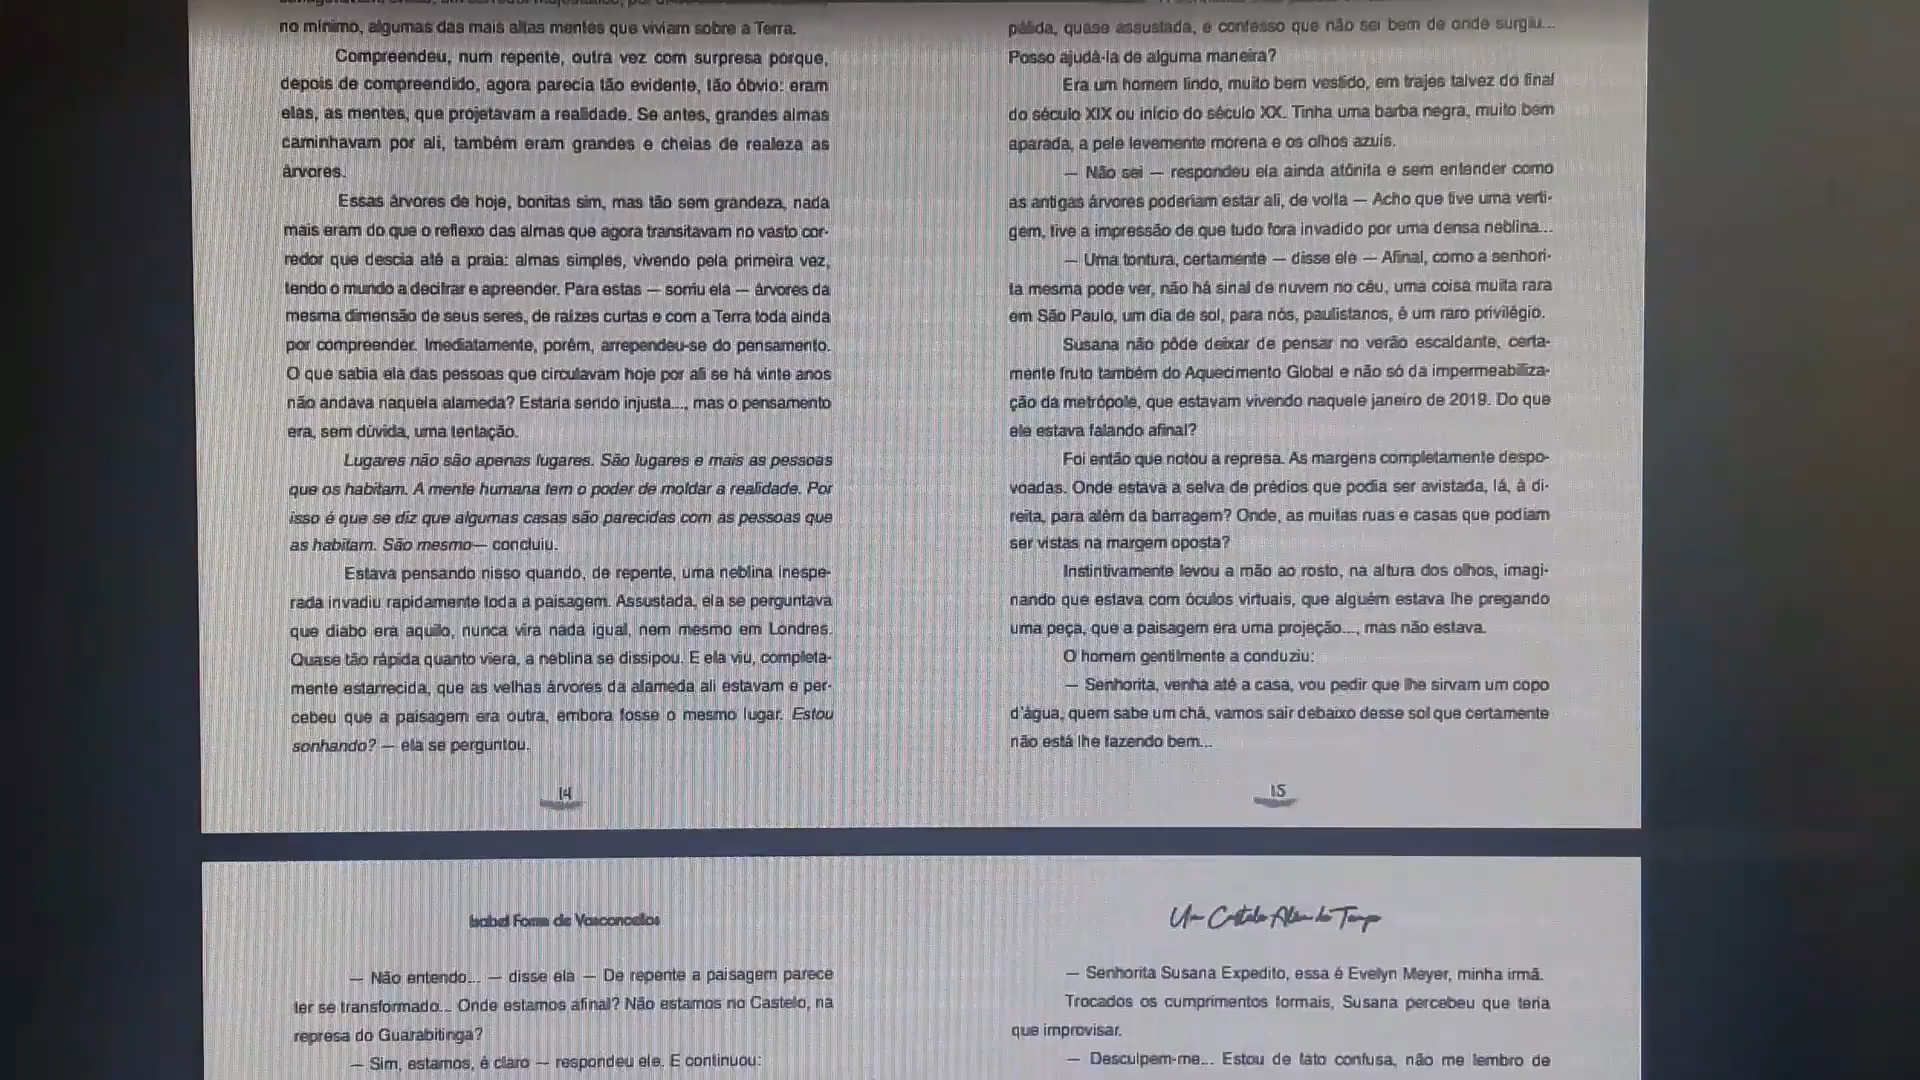 no mínimo, algumas das mais altas mentes que viviam sobre a Terra.
Compreendeu, num repente, outra vez com surpresa porque,
depois de compreendido, agora parecia tão evidente, tão óbvio: eram
elas, as mentes, que projetavam a realidade. Se antes, grandes almas
caminhavam por ali, também eram grandes e cheias de realeza as
árvores.
Essas árvores de hoje, bonitas sim, mas tão sem grandeza, nada
mais eram do que o reflexo das almas que agora transitavam no vasto cor-
redor que descia até a praia: almas simples, vivendo pela primeira vez,
tendo o mundo a decifrar e apreender. Para estas — sorriu ela — árvores da
mesma dimensão de seus seres, de raízes curtas e com a Terra toda ainda
por compreender. Imediatamente, porém, arrependeu-se do pensamento.
O que sabia ela das pessoas que circulavam hoje por ali se há vinte anos
não andava naquela alameda? Estaria sendo injusta..., mas o pensamento
era, sem dúvida, uma tentação.
Lugares não são apenas lugares. São lugares e mais as pessoas
que os habitam. A mente humana tem o poder de moldar a realidade. Por
isso é que se diz que algumas casas são parecidas com as pessoas que
as habitam. São mesmo— concluiu.
Estava pensando nisso quando, de repente, uma neblina inespe-
rada invadiu rapidamente toda a paisagem. Assustada, ela se perguntava
que diabo era aquilo, nunca vira nada igual, nem mesmo em Londres.
Quase tão rápida quanto viera, a neblina se dissipou. E ela viu, completa-
mente estarrecida, que as velhas árvores da alameda ali estavam e per-
cebeu que a paisagem era outra, embora fosse o mesmo lugar. Estou
sonhando? — ela se perguntou.
14
pálida, quase assustada, e confesso que não sei bem de onde surgiu...
Posso ajudá-la de alguma maneira?
Era um homem lindo, muito bem vestido, em trajes talvez do final
do século XIX ou início do século XX. Tinha uma barba negra, muito bem
aparada, a pele levemente morena e os olhos azuis.
— Não sei — respondeu ela ainda atônita e sem entender como
as antigas árvores poderiam estar ali, de volta — Acho que tive uma verti-
gem, tive a impressão de que tudo fora invadido por uma densa neblina...
— Uma tontura, certamente — disse ele — Afinal, como a senhori-
ta mesma pode ver, não há sinal de nuvem no céu, uma coisa muita rara
em São Paulo, um dia de sol, para nós, paulistanos, é um raro privilégio.
Susana não pôde deixar de pensar no verão escaldante, certa-
mente fruto também do Aquecimento Global e não só da impermeabiliza-
ção da metrópole, que estavam vivendo naquele janeiro de 2019. Do que
ele estava falando afinal?
Foi então que notou a represa. As margens completamente despo-
voadas. Onde estava a selva de prédios que podia ser avistada, lá, à di-
reita, para além da barragem? Onde, as muitas ruas e casas que podiam
ser vistas na margem oposta?
Instintivamente levou a mão ao rosto, na altura dos olhos, imagi-
nando que estava com óculos virtuais, que alguém estava lhe pregando
uma peça, que a paisagem era uma projeção..., mas não estava.
O homem gentilmente a conduziu:
— Senhorita, venha até a casa, vou pedir que lhe sirvam um copo
d'água, quem sabe um chá, vamos sair debaixo desse sol que certamente
não está lhe fazendo bem...
15
Isabel Fomm de Vasconcellos
— Não entendo... — disse ela — De repente a paisagem parece
ter se transformado... Onde estamos afinal? Não estamos no Castelo, na
represa do Guarabitinga?
— Sim, estamos, é claro — respondeu ele. E continuou:
Um Castelo Além do Tempo
— Senhorita Susana Expedito, essa é Evelyn Meyer, minha irmã.
Trocados os cumprimentos formais, Susana percebeu que teria
que improvisar.
— Desculpem-me... Estou de fato confusa, não me lembro de